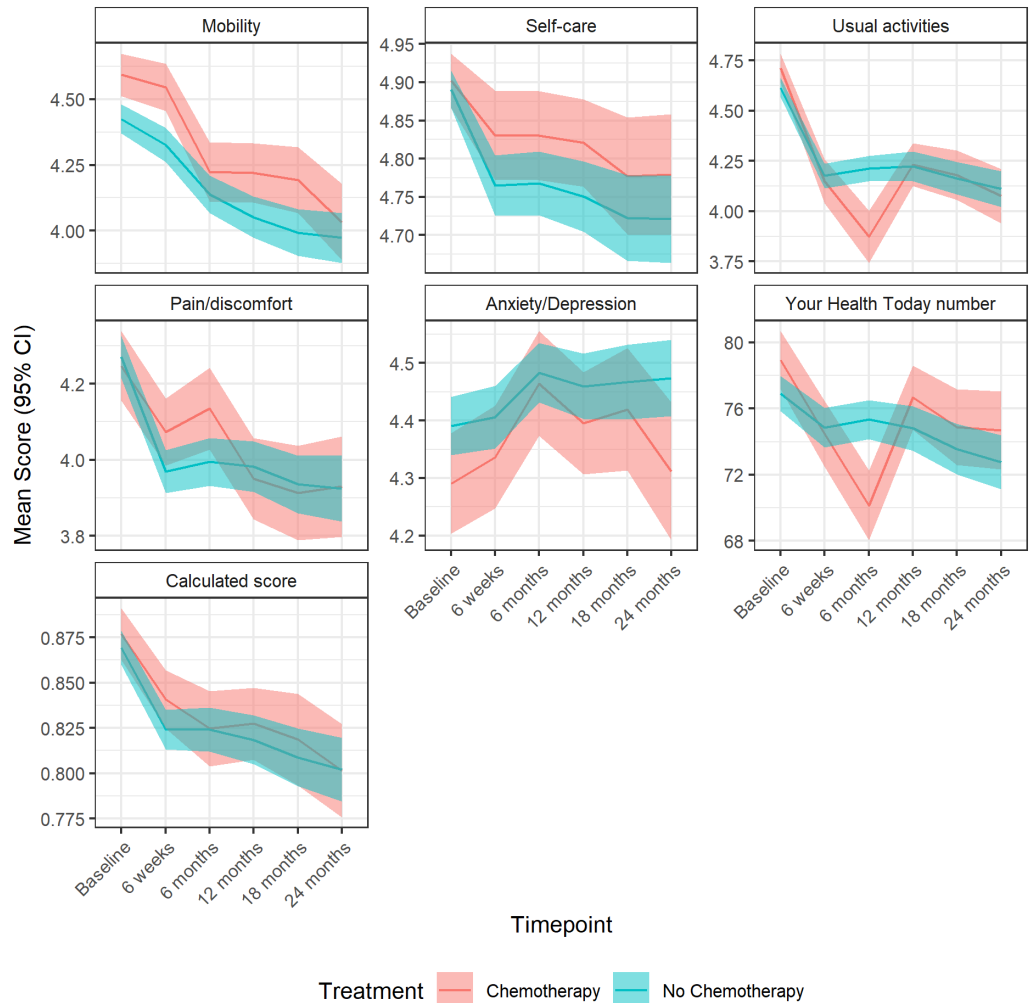 Mobility
Self-care
Usual activities
4.50
4.25
4.00
4.95
4.90
4.85
4.80
4.75
4.70
4.75
4.50
4.25
4.00
3.75
Pain/discomfort
Anxiety/Depression
Your Health Today number
4.2
4.0
3.8
4.5
4.4
4.3
4.2
80
76
72
68
Baseline
6 weeks
6 months
12 months
18 months
24 months
Baseline
6 weeks
6 months
12 months
18 months
24 months
Calculated score
0.875
0.850
0.825
0.800
0.775
Baseline
6 weeks
6 months
12 months
18 months
24 months
Mean Score (95% CI)
Timepoint
Treatment Chemotherapy No Chemotherapy